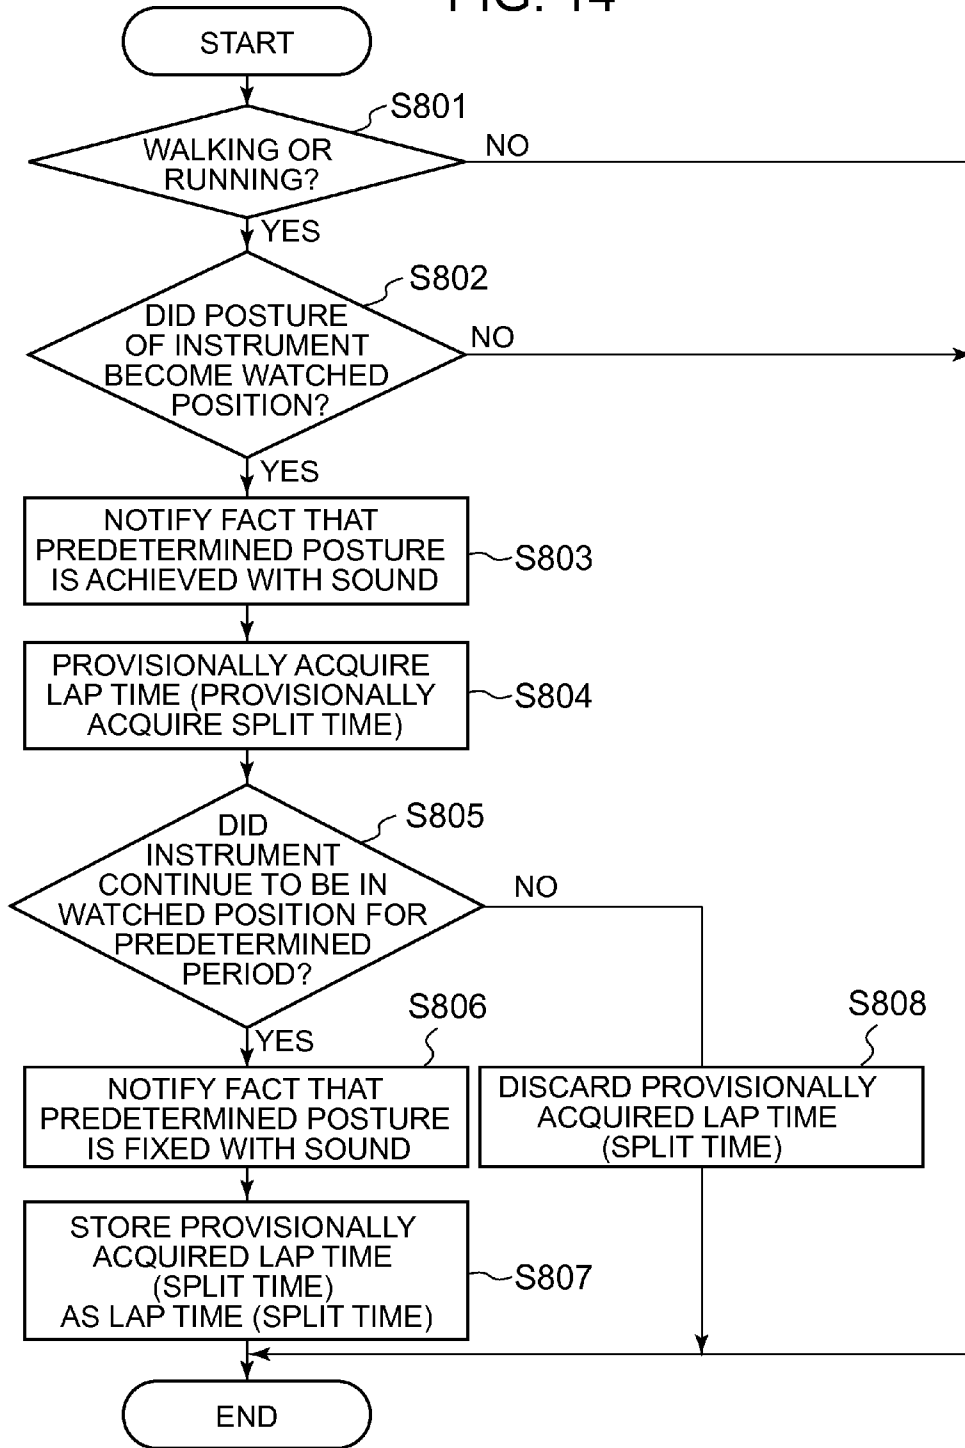 FIG. 14
START
S801
WALKING OR
RUNNING?
NO
YES
S802
DID POSTURE
OF INSTRUMENT
BECOME WATCHED
POSITION?
NO
YES
NOTIFY FACT THAT
PREDETERMINED POSTURE
IS ACHIEVED WITH SOUND
S803
PROVISIONALLY ACQUIRE
LAP TIME (PROVISIONALLY
ACQUIRE SPLIT TIME)
S804
S805
DID
INSTRUMENT
CONTINUE TO BE IN
WATCHED POSITION FOR
PREDETERMINED
PERIOD?
NO
YES
S806
NOTIFY FACT THAT
PREDETERMINED POSTURE
IS FIXED WITH SOUND
S808
DISCARD PROVISIONALLY
ACQUIRED LAP TIME
(SPLIT TIME)
STORE PROVISIONALLY
ACQUIRED LAP TIME
(SPLIT TIME)
AS LAP TIME (SPLIT TIME)
S807
END